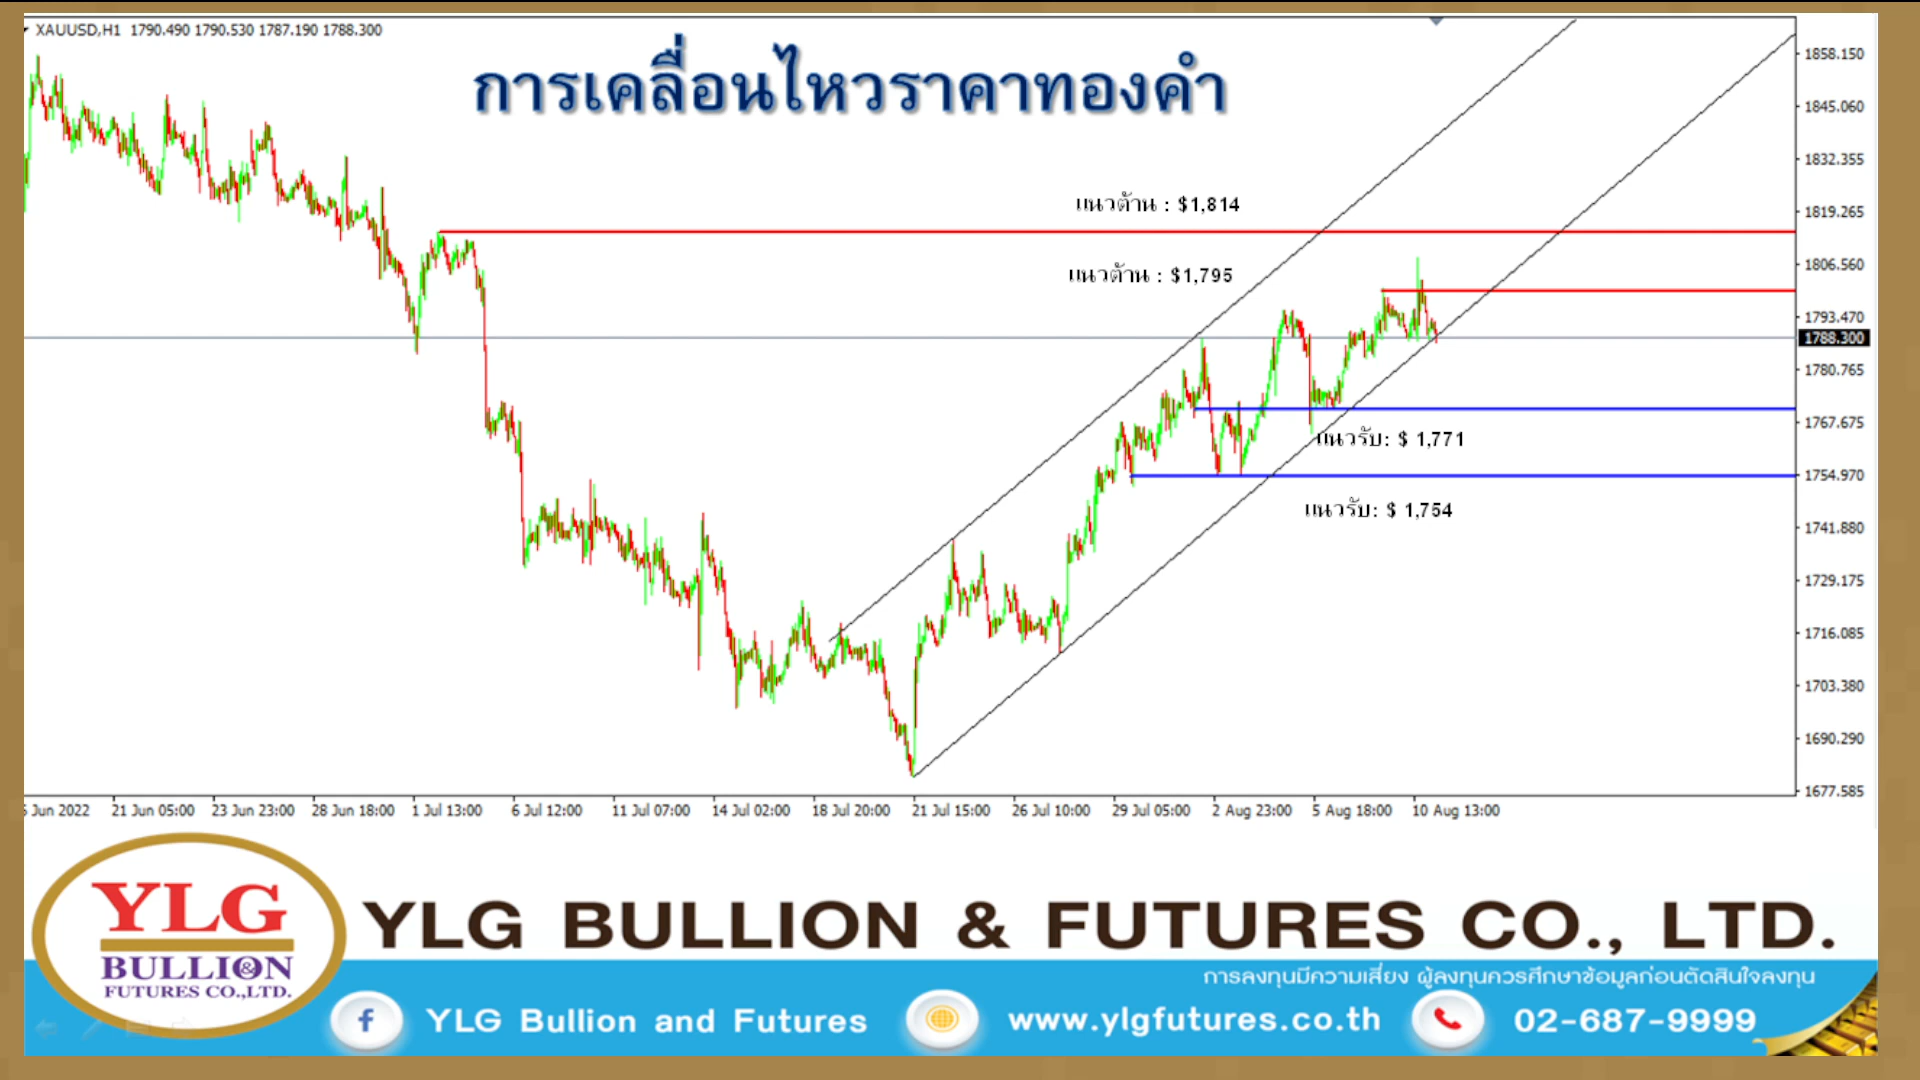 XAUUSD,H1 1790.490 1790.530 1787.190 1788.300
การเคลื่อนไหวราคาทองคำ
แนวต้าน : $1,814
แนวต้าน : $1,795
แนวรับ: $ 1,771
แนวรับ: $ 1,754
1858.150
1845.060
1832.355
1819.265
1806.560
1793.470
1788.300
1780.765
1767.675
1754.970
1741.880
1729.175
1716.085
1703.380
1690.290
1677.585
Jun 2022 21 Jun 05:00 23 Jun 23:00 28 Jun 18:00 1 Jul 13:00 6 Jul 12:00 11 Jul 07:00 14 Jul 02:00 18 Jul 20:00 21 Jul 15:00 26 Jul 10:00 29 Jul 05:00 2 Aug 23:00 5 Aug 18:00 10 Aug 13:00
YLG
BULLION &
FUTURES CO.,LTD.
YLG BULLION & FUTURES CO., LTD.
การลงทุนมีความเสี่ยง ผู้ลงทุนควรศึกษาข้อมูลก่อนตัดสินใจลงทุน
f YLG Bullion and Futures www.ylgfutures.co.th 02-687-9999